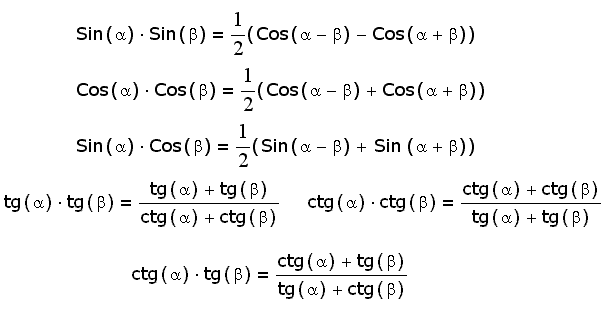 Sin(α)·Sin(β) = 1/2 (Cos(α − β) − Cos(α + β))
Cos(α)·Cos(β) = 1/2 (Cos(α − β) + Cos(α + β))
Sin(α)·Cos(β) = 1/2 (Sin(α − β) + Sin (α + β))
tg(α)·tg(β) = (tg(α) + tg(β))/(ctg(α) + ctg(β)) ctg(α)·ctg(β) = (ctg(α) + ctg(β))/(tg(α) + tg(β))
ctg(α)·tg(β) = (ctg(α) + tg(β))/(tg(α) + ctg(β))